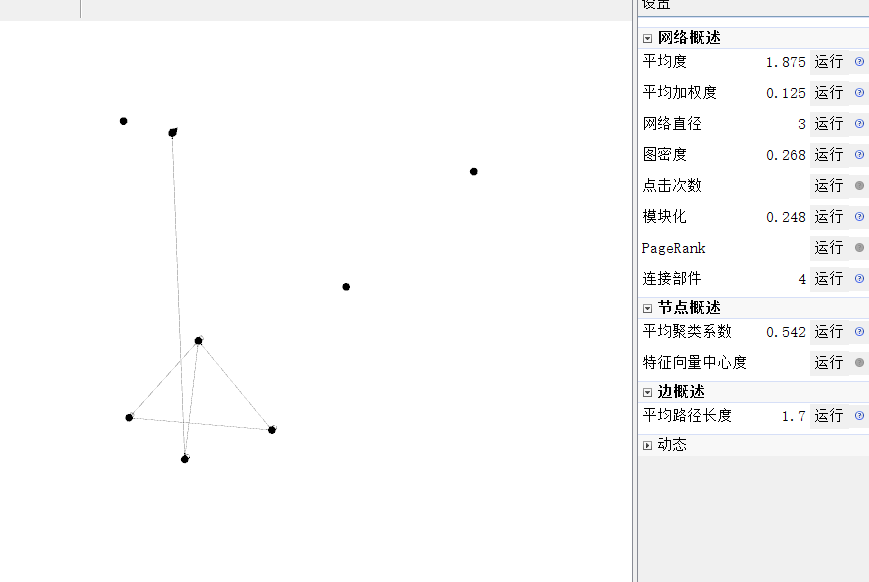 设置
网络概述
平均度 1.875 运行
平均加权度 0.125 运行
网络直径 3 运行
图密度 0.268 运行
点击次数 运行
模块化 0.248 运行
PageRank 运行
连接部件 4 运行
节点概述
平均聚类系数 0.542 运行
特征向量中心度 运行
边概述
平均路径长度 1.7 运行
动态